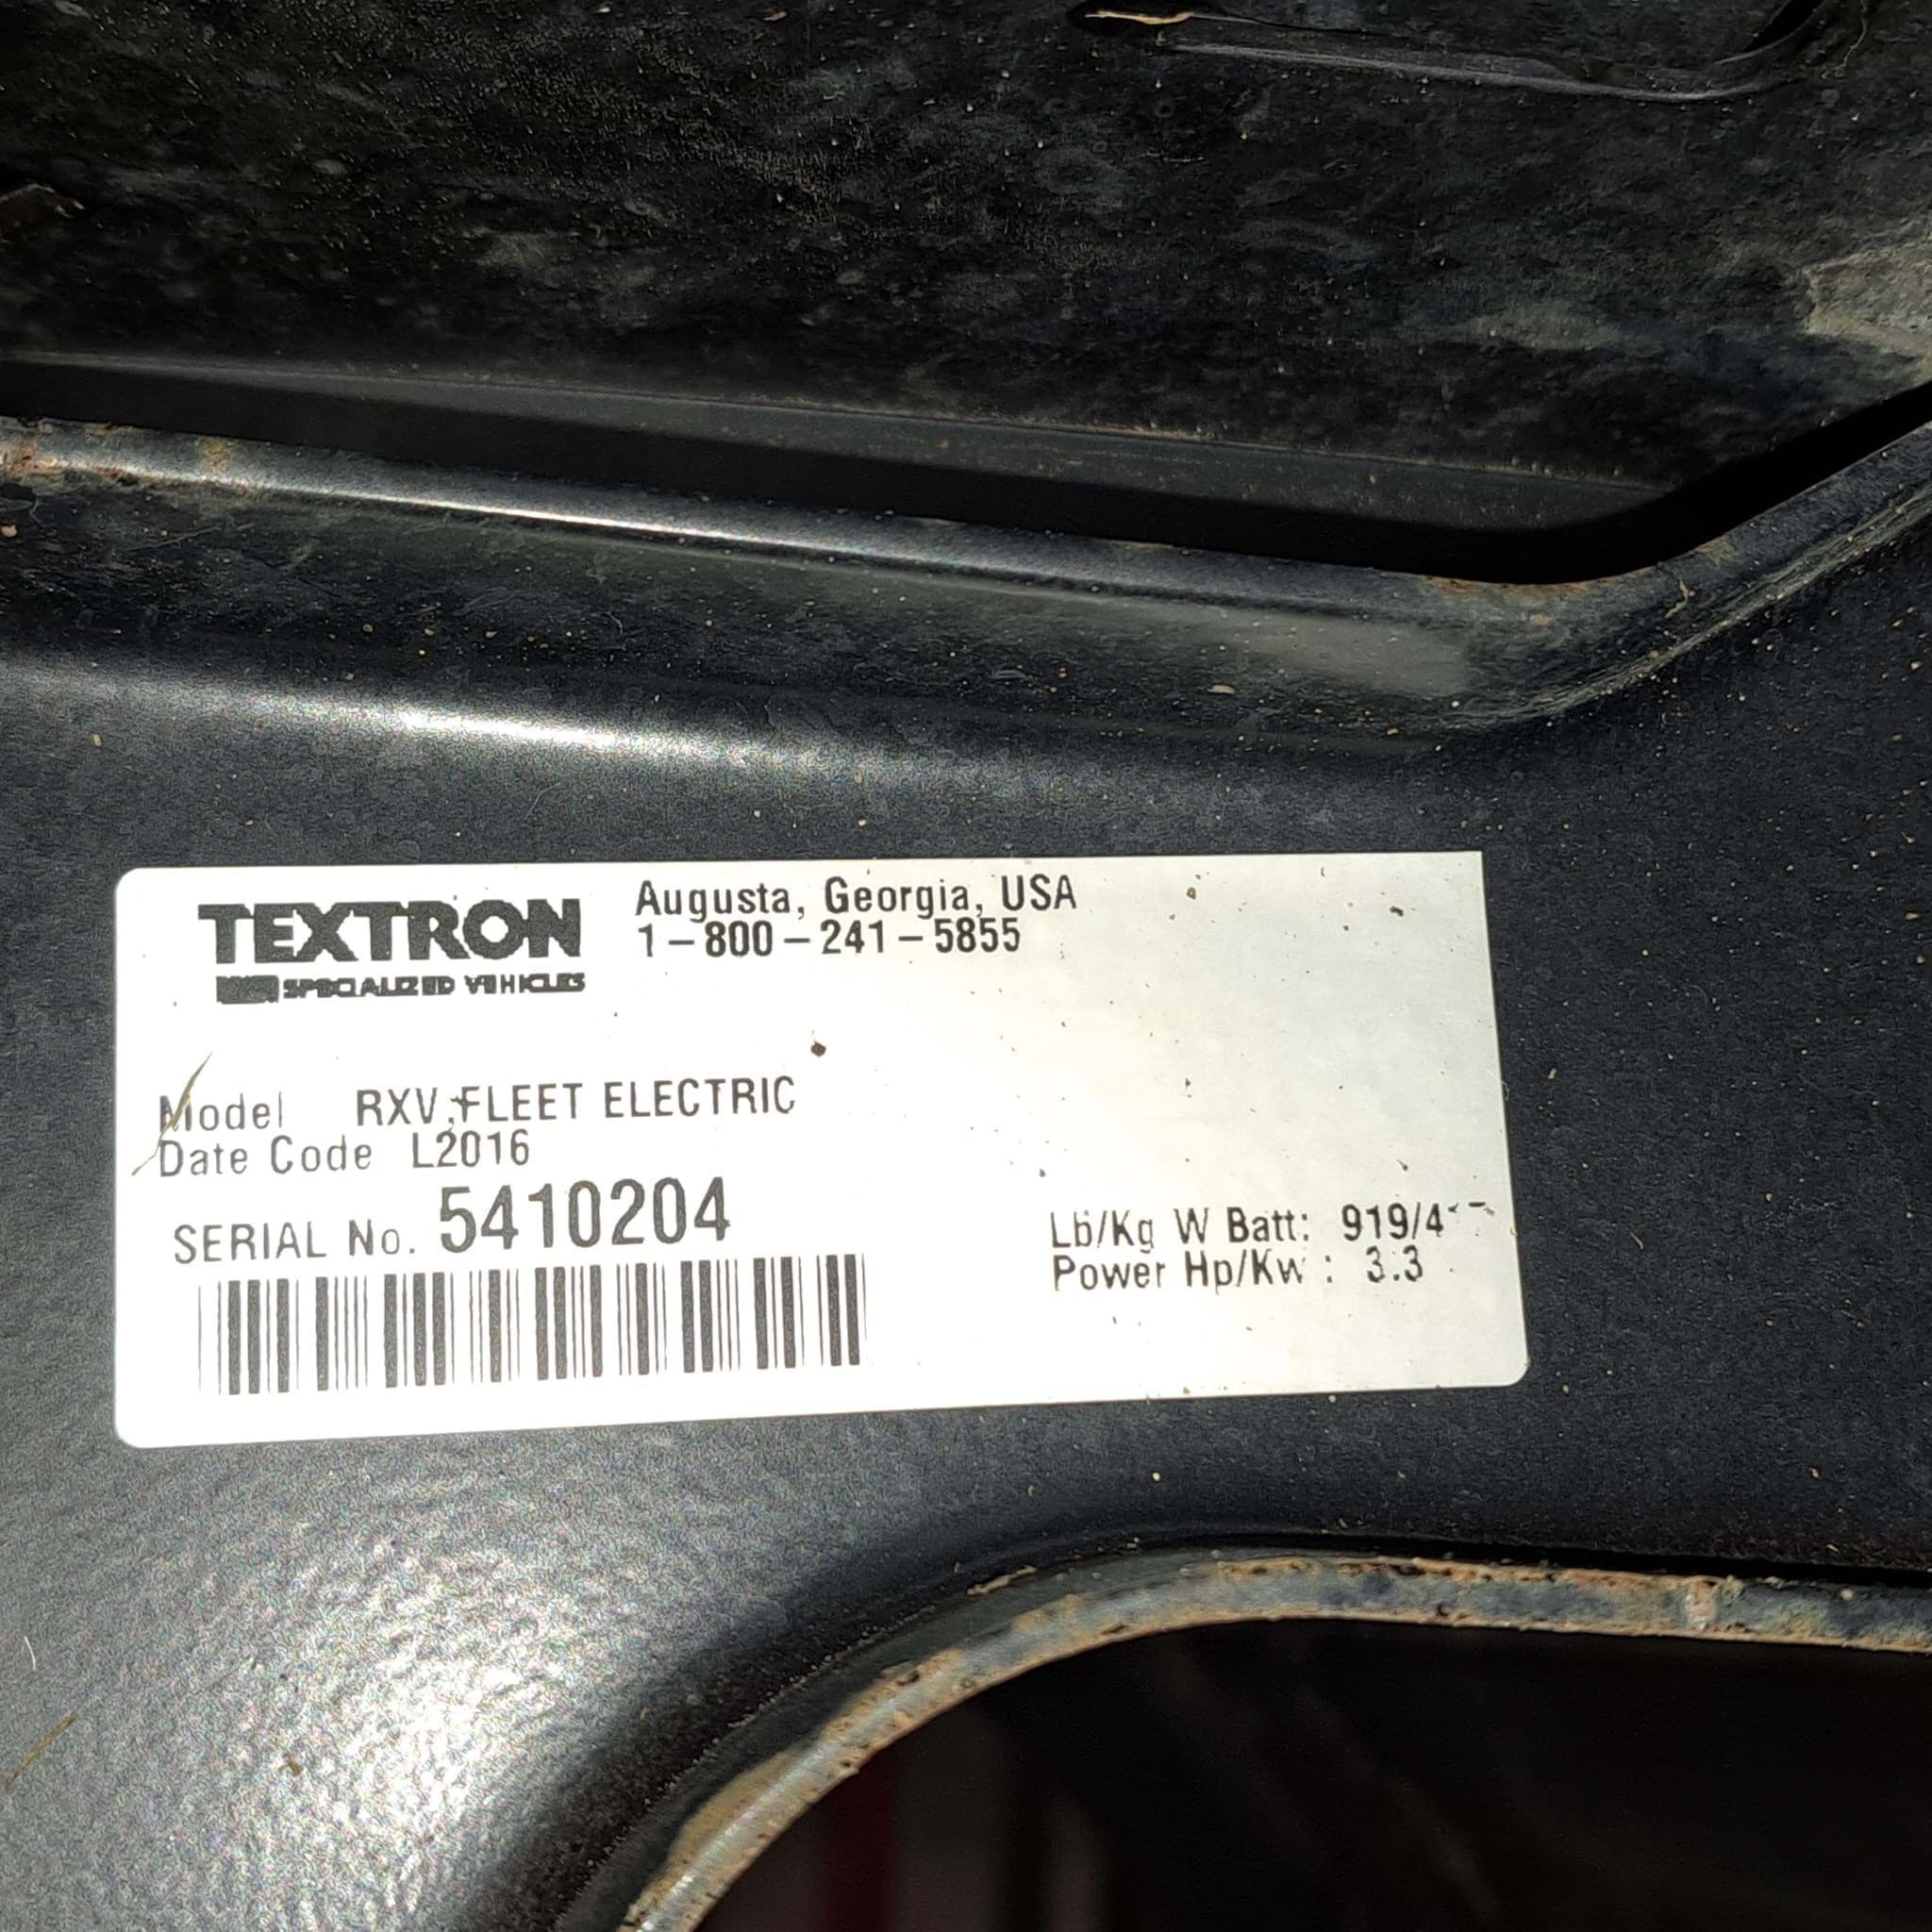 TEXTRON
SPECIALIZED VEHICLES
Augusta, Georgia, USA
1-800-241-5855
Model RXV FLEET ELECTRIC
Date Code L2016
SERIAL No. 5410204
Lb/Kg W Batt: 919/4
Power Hp/Kw : 3.3